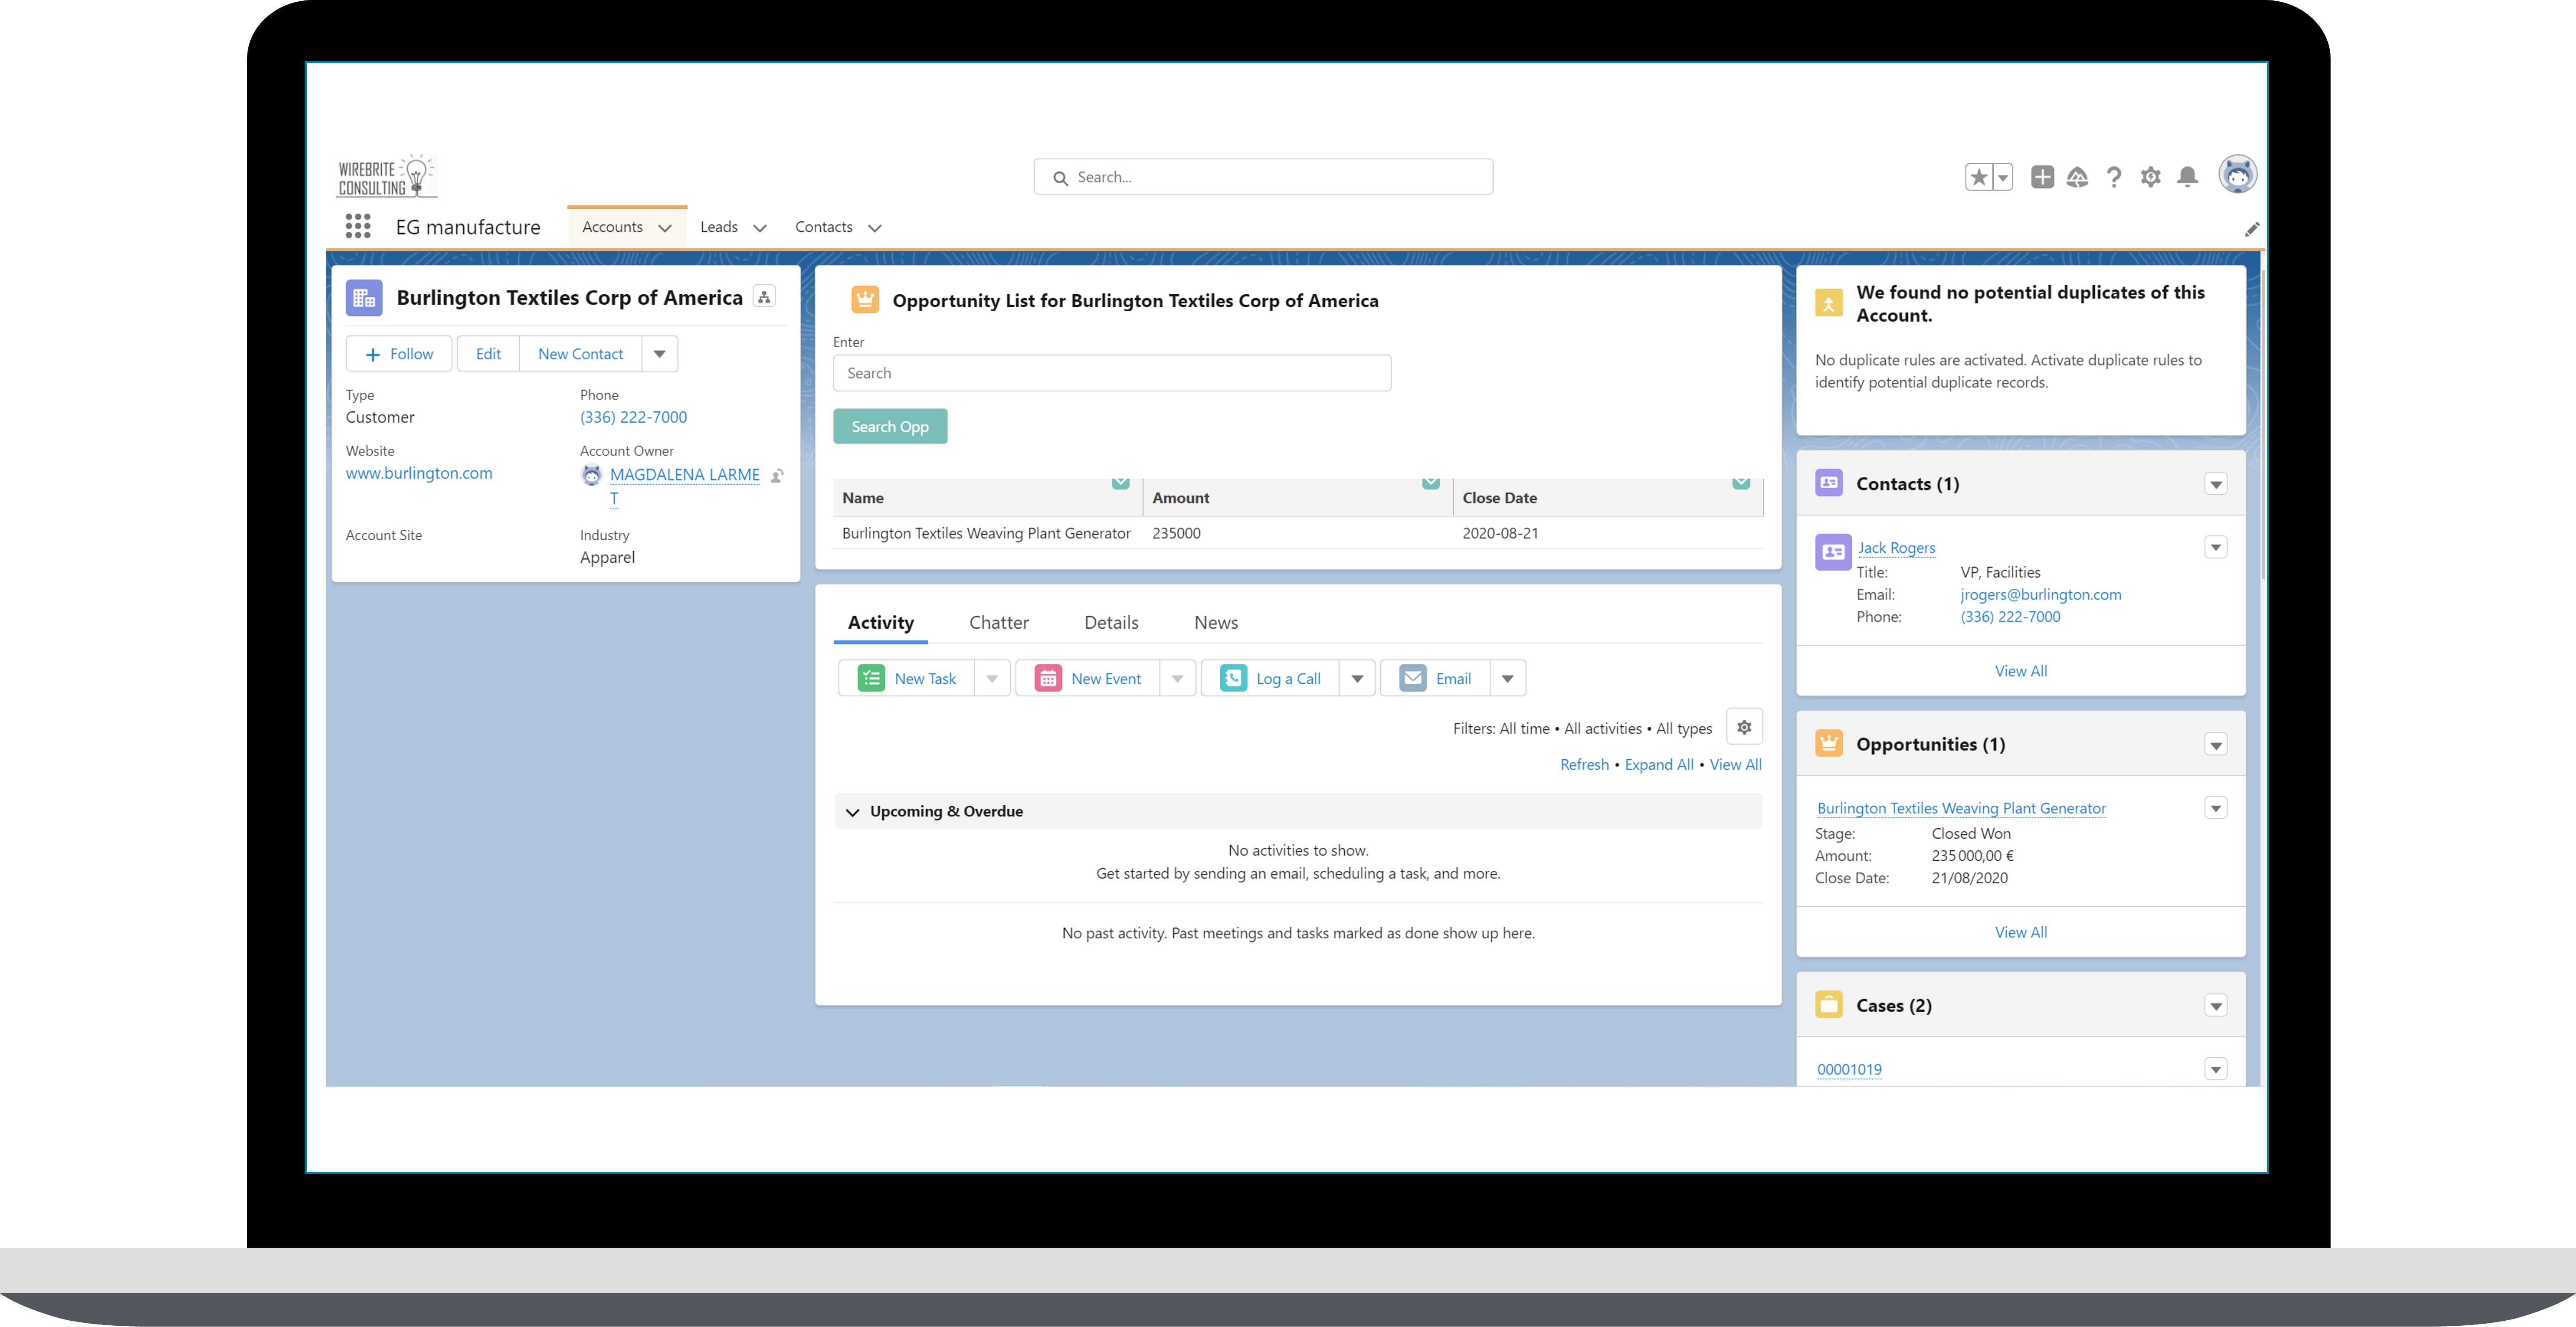 WIREBRITE
CONSULTING
Search...
EG manufacture
Accounts
Leads
Contacts
Burlington Textiles Corp of America
Follow
Edit
New Contact
Type
Phone
Customer
(336) 222-7000
Website
Account Owner
www.burlington.com
MAGDALENA LARME
T
Account Site
Industry
Apparel
Opportunity List for Burlington Textiles Corp of America
Enter
Search
Search Opp
Name Amount Close Date
Burlington Textiles Weaving Plant Generator 235000 2020-08-21
Activity Chatter Details News
New Task New Event Log a Call Email
Filters: All time • All activities • All types
Refresh • Expand All • View All
Upcoming & Overdue
No activities to show.
Get started by sending an email, scheduling a task, and more.
No past activity. Past meetings and tasks marked as done show up here.
We found no potential duplicates of this
Account.
No duplicate rules are activated. Activate duplicate rules to
identify potential duplicate records.
Contacts (1)
Jack Rogers
Title: VP, Facilities
Email: jrogers@burlington.com
Phone: (336) 222-7000
View All
Opportunities (1)
Burlington Textiles Weaving Plant Generator
Stage: Closed Won
Amount: 235 000,00 €
Close Date: 21/08/2020
View All
Cases (2)
00001019